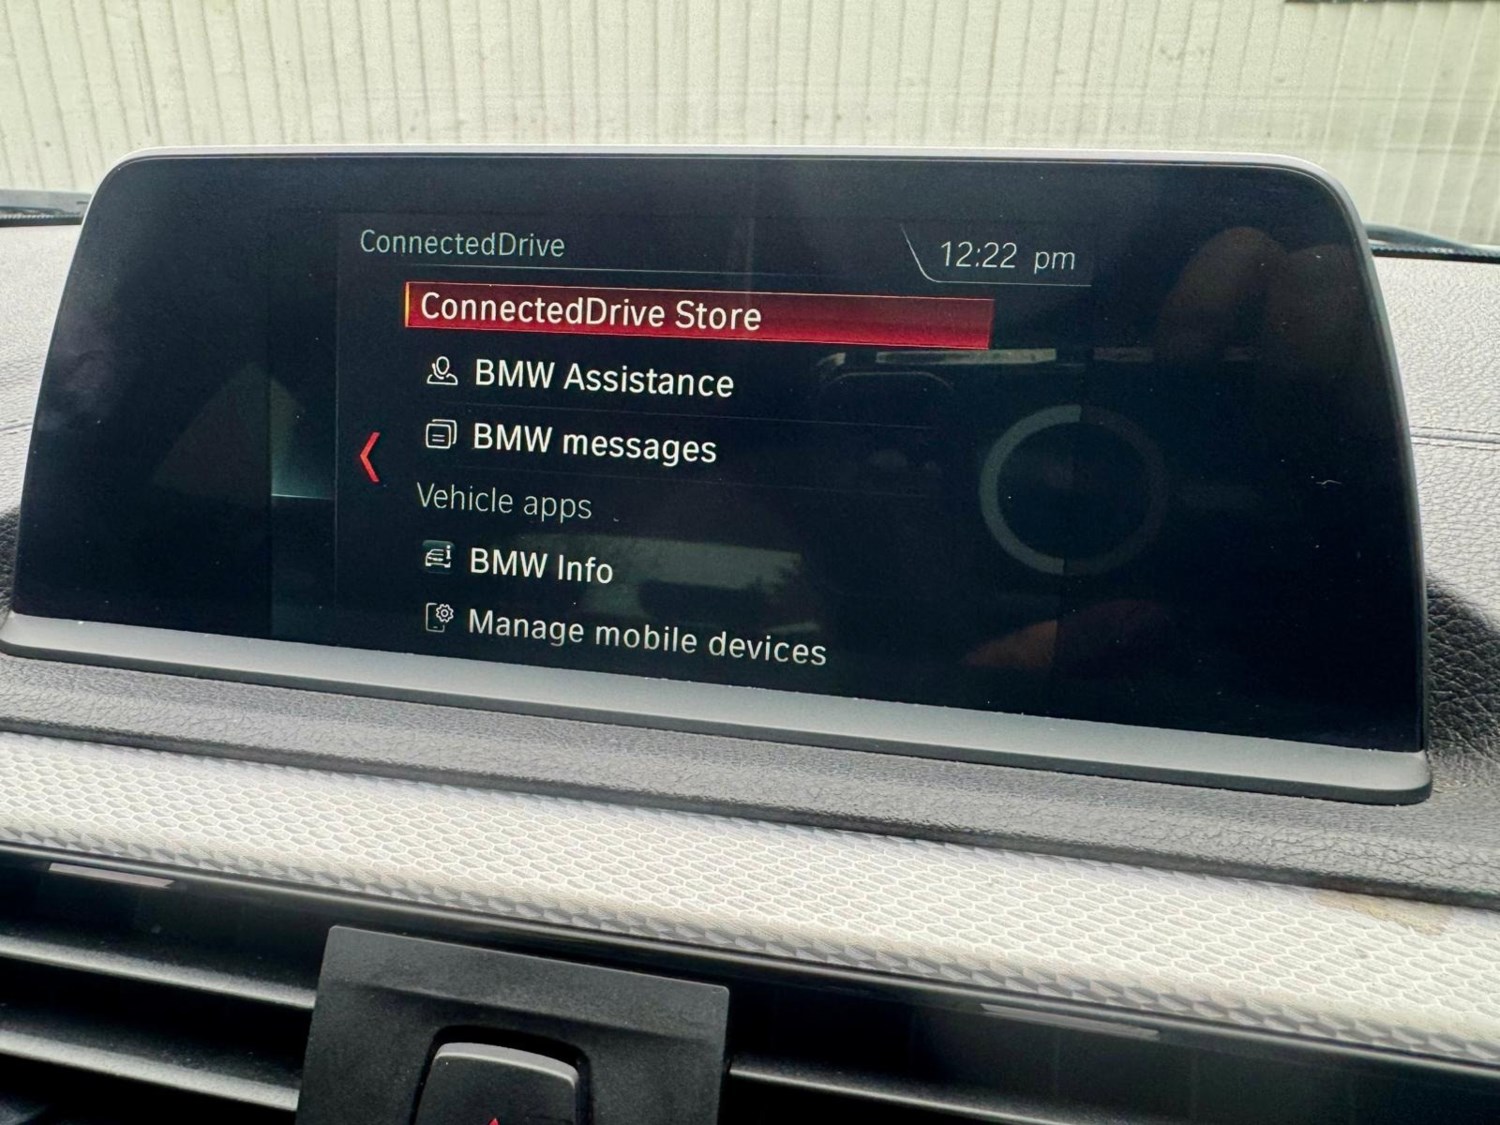 ConnectedDrive
12:22 pm
ConnectedDrive Store
BMW Assistance
BMW messages
Vehicle apps
BMW Info
Manage mobile devices